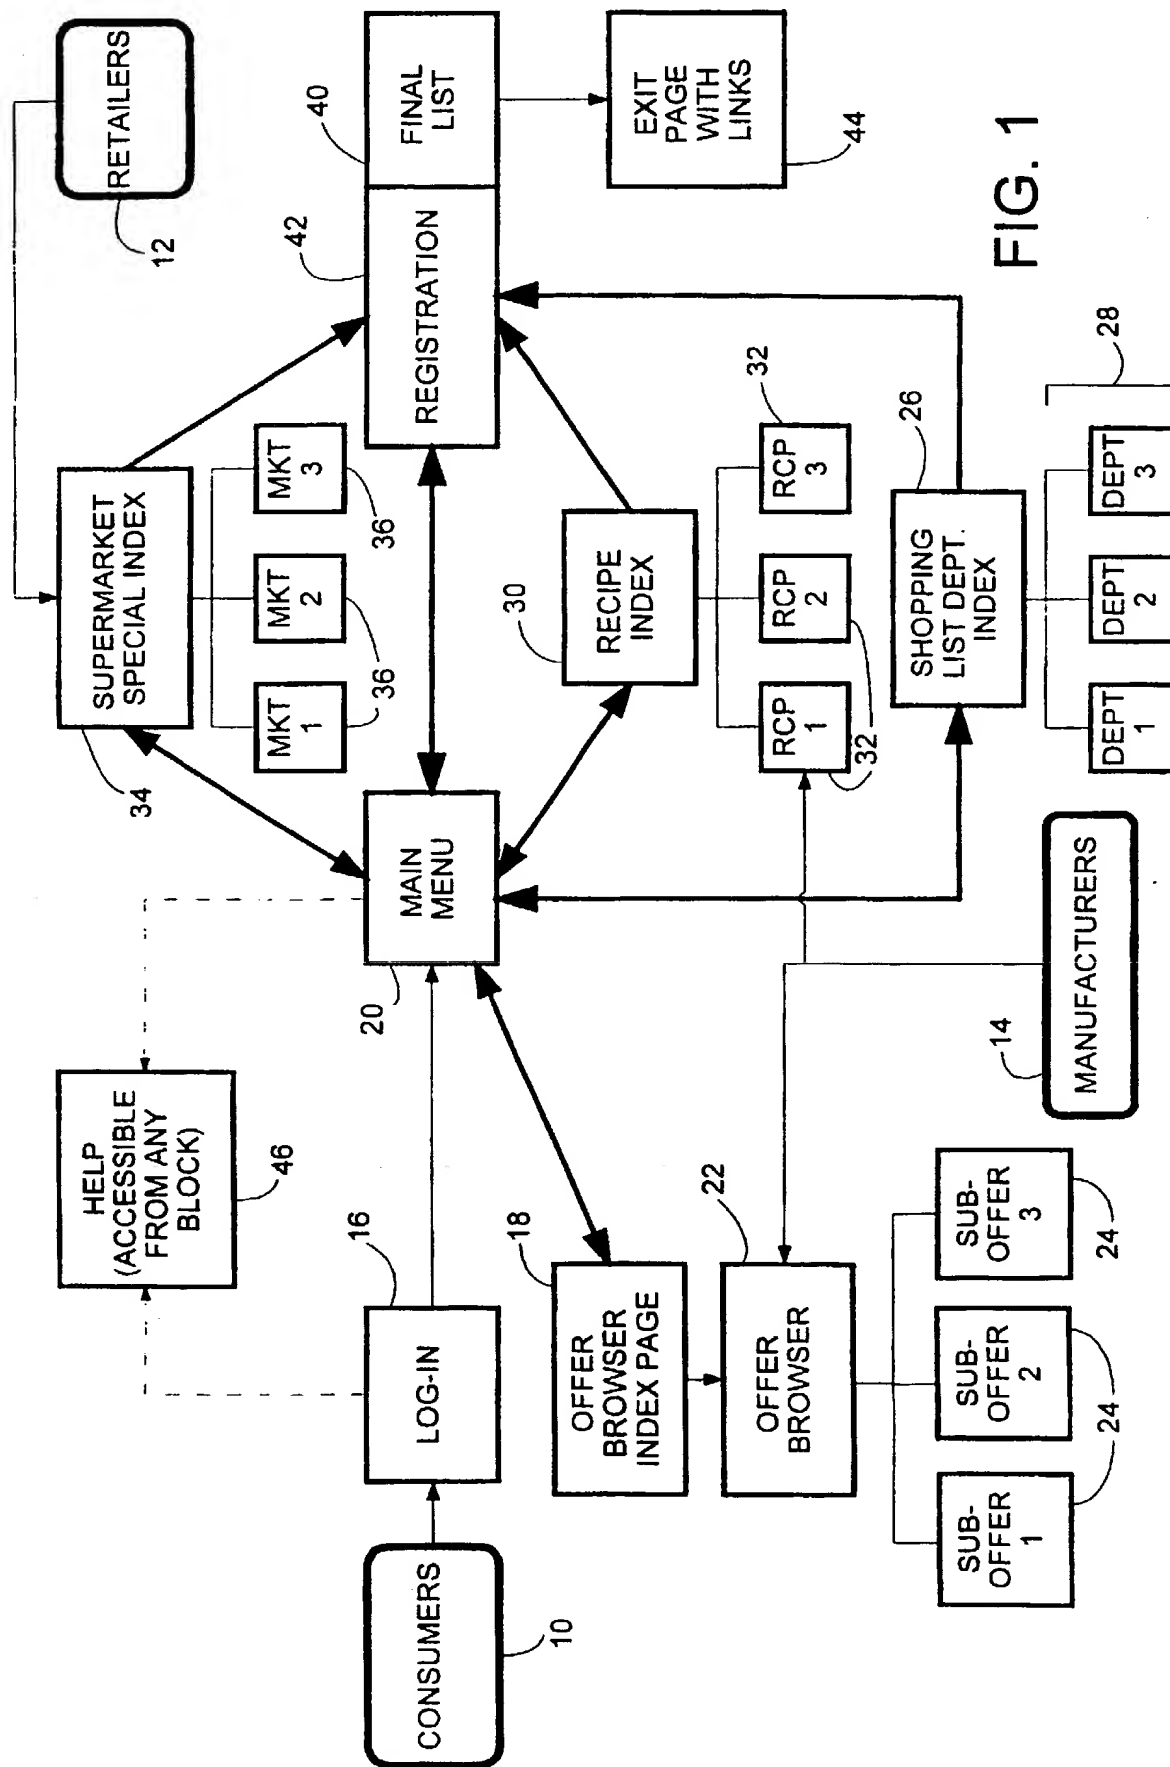 RETAILERS
12
SUPERMARKET
SPECIAL INDEX
34
MKT
1
MKT
2
MKT
3
36
36
HELP
(ACCESSIBLE
FROM ANY
BLOCK)
46
CONSUMERS
10
LOG-IN
16
MAIN
MENU
20
REGISTRATION
42
FINAL
LIST
40
EXIT
PAGE
WITH
LINKS
44
OFFER
BROWSER
INDEX PAGE
18
OFFER
BROWSER
22
SUB-
OFFER
1
SUB-
OFFER
2
SUB-
OFFER
3
24
24
RECIPE
INDEX
30
RCP
1
RCP
2
RCP
3
32
32
32
SHOPPING
LIST DEPT.
INDEX
26
DEPT
1
DEPT
2
DEPT
3
28
MANUFACTURERS
14
FIG. 1